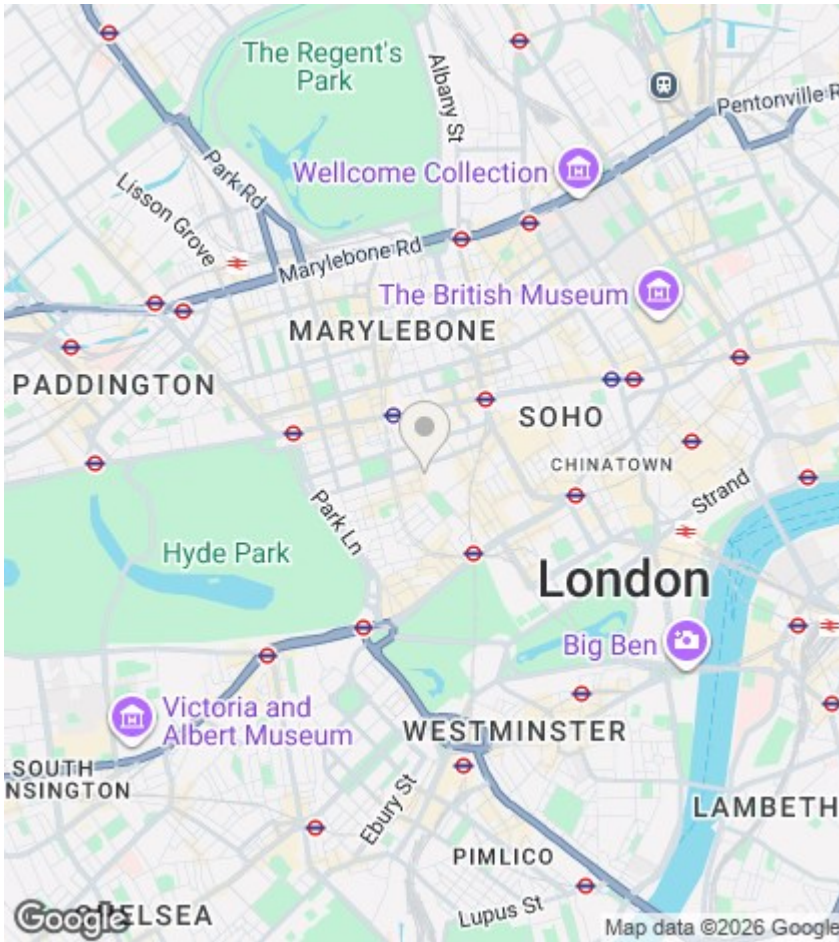 The Regent's
Park
Albany St
Pentonville R
Park Rd
Wellcome Collection
Lisson Grove
Marylebone Rd
The British Museum
MARYLEBONE
PADDINGTON
SOHO
CHINATOWN
Strand
Park Ln
Hyde Park
London
Big Ben
Victoria and
Albert Museum
WESTMINSTER
SOUTH
NSINGTON
Ebury St
LAMBETH
PIMLICO
Lupus St
Google
ELSEA
Map data ©2026 Google